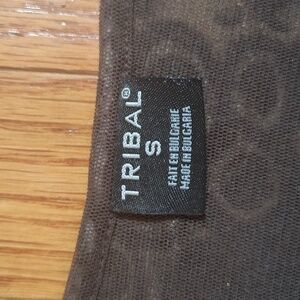 TRIBAL®
S
FAIT EN BULGARIE
MADE IN BULGARIA